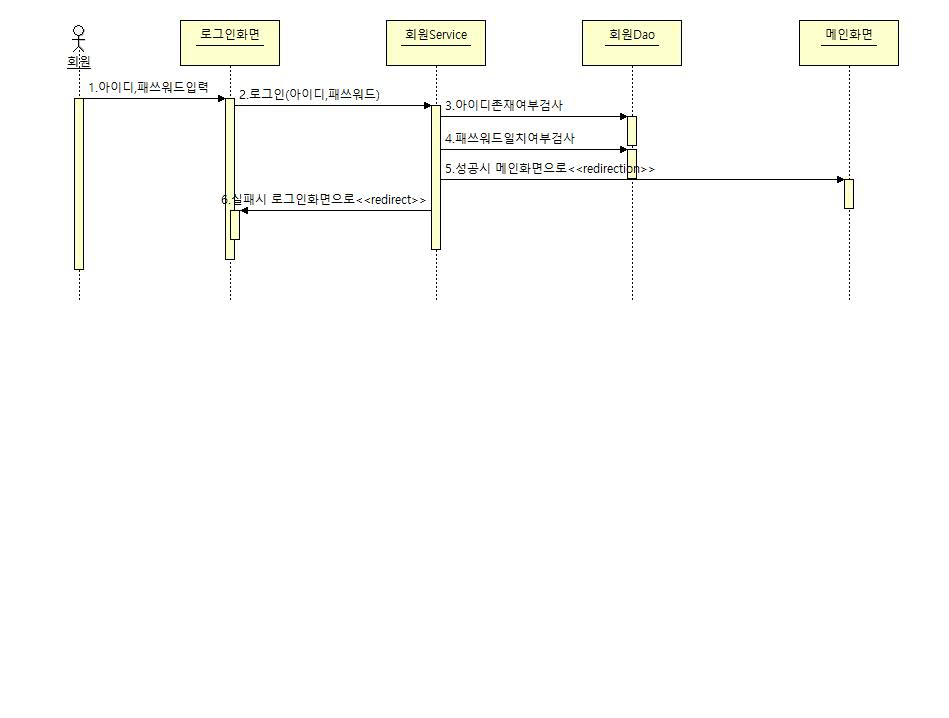 회원
로그인화면
회원Service
회원Dao
메인화면
1.아이디,패쓰워드입력
2.로그인(아이디,패쓰워드)
3.아이디존재여부검사
4.패쓰워드일치여부검사
5.성공시 메인화면으로<<redirection>>
6.실패시 로그인화면으로<<redirect>>